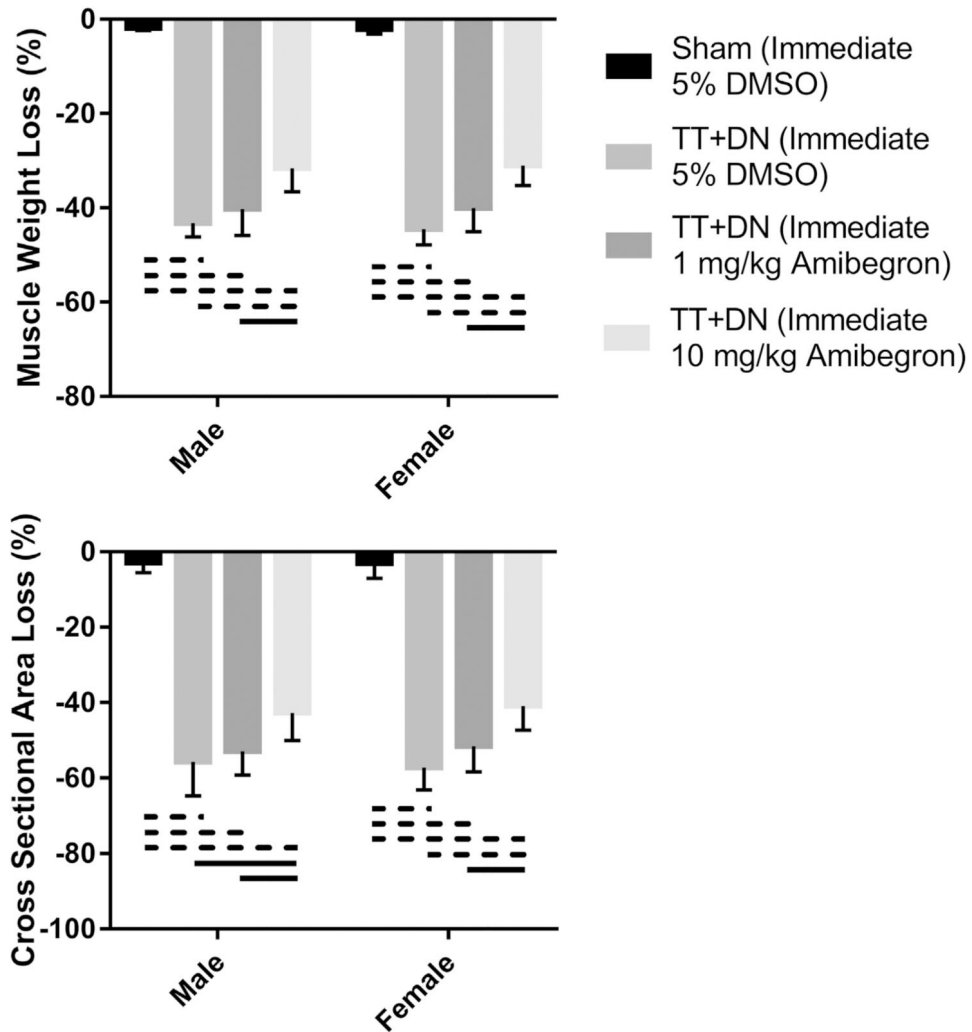 Muscle Weight Loss (%)
0
-20
-40
-60
-80
Male
Female
Sham (Immediate
5% DMSO)
TT+DN (Immediate
5% DMSO)
TT+DN (Immediate
1 mg/kg Amibegron)
TT+DN (Immediate
10 mg/kg Amibegron)
Cross Sectional Area Loss (%)
0
-20
-40
-60
-80
-100
Male
Female